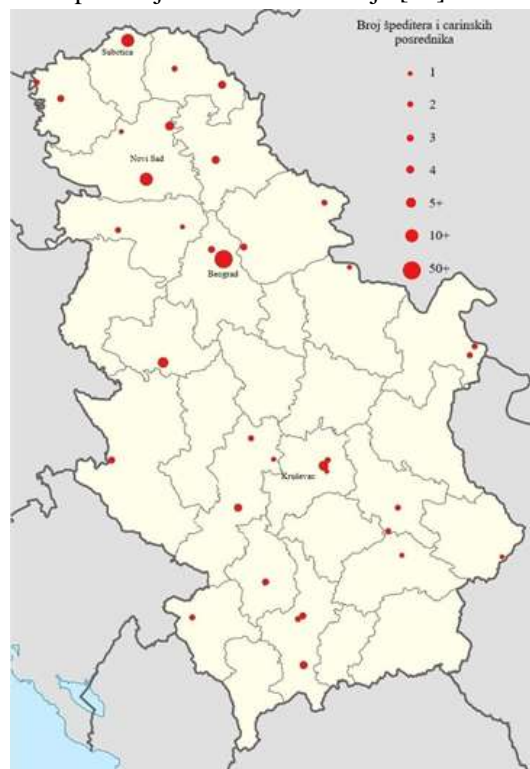 Broj špeditera i carinskih
posrednika
1
2
3
4
5+
10+
50+
Subotica
Novi Sad
Beograd
Kruševac